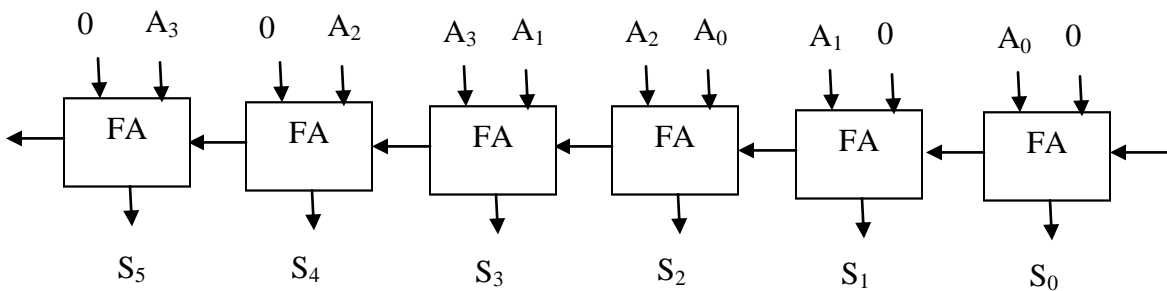 0 A₃ 0 A₂ A₃ A₁ A₂ A₀ A₁ 0 A₀ 0
FA FA FA FA FA FA
S₅ S₄ S₃ S₂ S₁ S₀